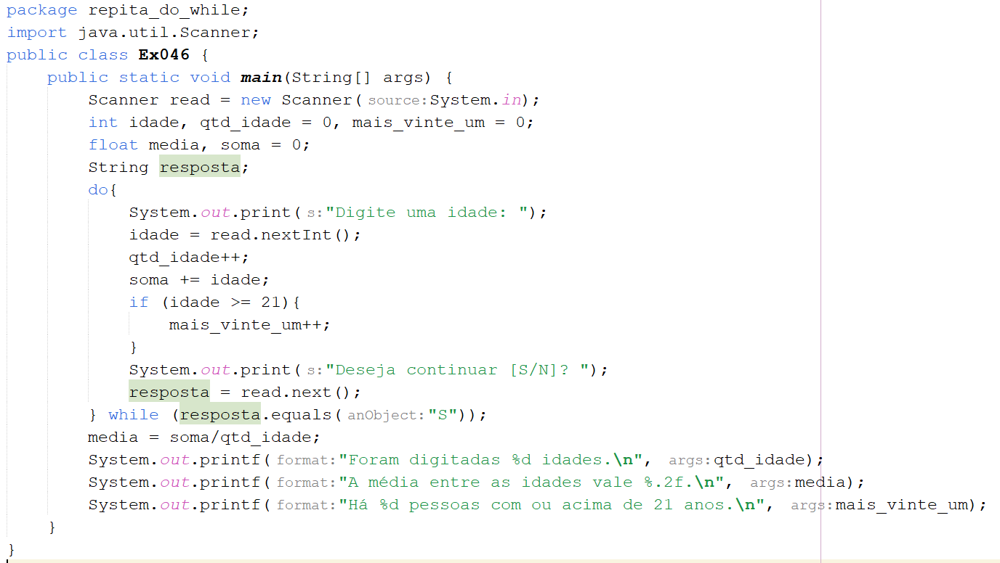 package repita_do_while;
import java.util.Scanner;
public class Ex046 {
    public static void main(String[] args) {
        Scanner read = new Scanner(source:System.in);
        int idade, qtd_idade = 0, mais_vinte_um = 0;
        float media, soma = 0;
        String resposta;
        do{
            System.out.print(s:"Digite uma idade: ");
            idade = read.nextInt();
            qtd_idade++;
            soma += idade;
            if (idade >= 21){
                mais_vinte_um++;
            }
            System.out.print(s:"Deseja continuar [S/N]? ");
            resposta = read.next();
        } while (resposta.equals(anObject:"S"));
        media = soma/qtd_idade;
        System.out.printf(format:"Foram digitadas %d idades.\n", args:qtd_idade);
        System.out.printf(format:"A média entre as idades vale %.2f.\n", args:media);
        System.out.printf(format:"Há %d pessoas com ou acima de 21 anos.\n", args:mais_vinte_um);
    }
}